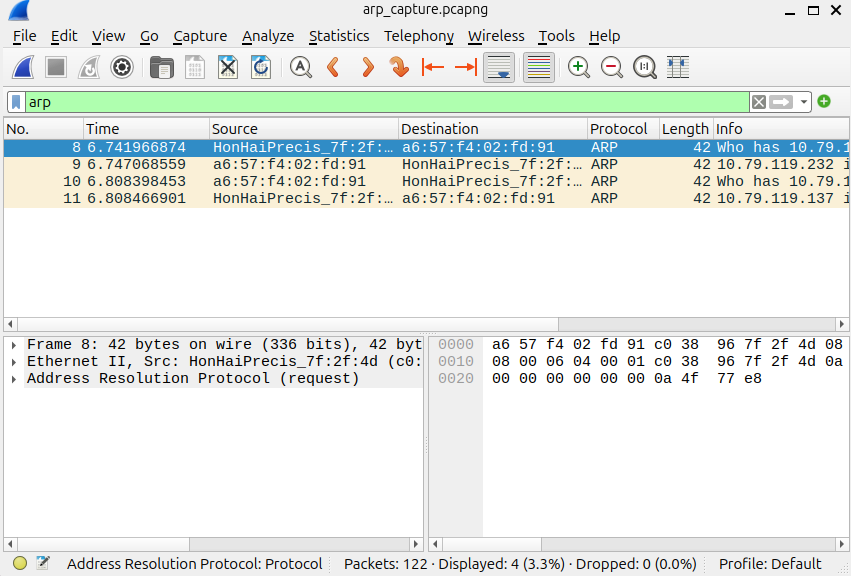 arp_capture.pcapng
File Edit View Go Capture Analyze Statistics Telephony Wireless Tools Help
arp
No. Time Source Destination Protocol Length Info
8 6.741966874 HonHaiPrecis_7f:2f:… a6:57:f4:02:fd:91 ARP 42 Who has 10.79.1
9 6.747068559 a6:57:f4:02:fd:91 HonHaiPrecis_7f:2f:… ARP 42 10.79.119.232 i
10 6.808398453 a6:57:f4:02:fd:91 HonHaiPrecis_7f:2f:… ARP 42 Who has 10.79.1
11 6.808466901 HonHaiPrecis_7f:2f:… a6:57:f4:02:fd:91 ARP 42 10.79.119.137 i
Frame 8: 42 bytes on wire (336 bits), 42 byt
Ethernet II, Src: HonHaiPrecis_7f:2f:4d (c0:
Address Resolution Protocol (request)
0000 a6 57 f4 02 fd 91 c0 38 96 7f 2f 4d 08
0010 08 00 06 04 00 01 c0 38 96 7f 2f 4d 0a
0020 00 00 00 00 00 00 0a 4f 77 e8
Address Resolution Protocol: Protocol Packets: 122 · Displayed: 4 (3.3%) · Dropped: 0 (0.0%) Profile: Default